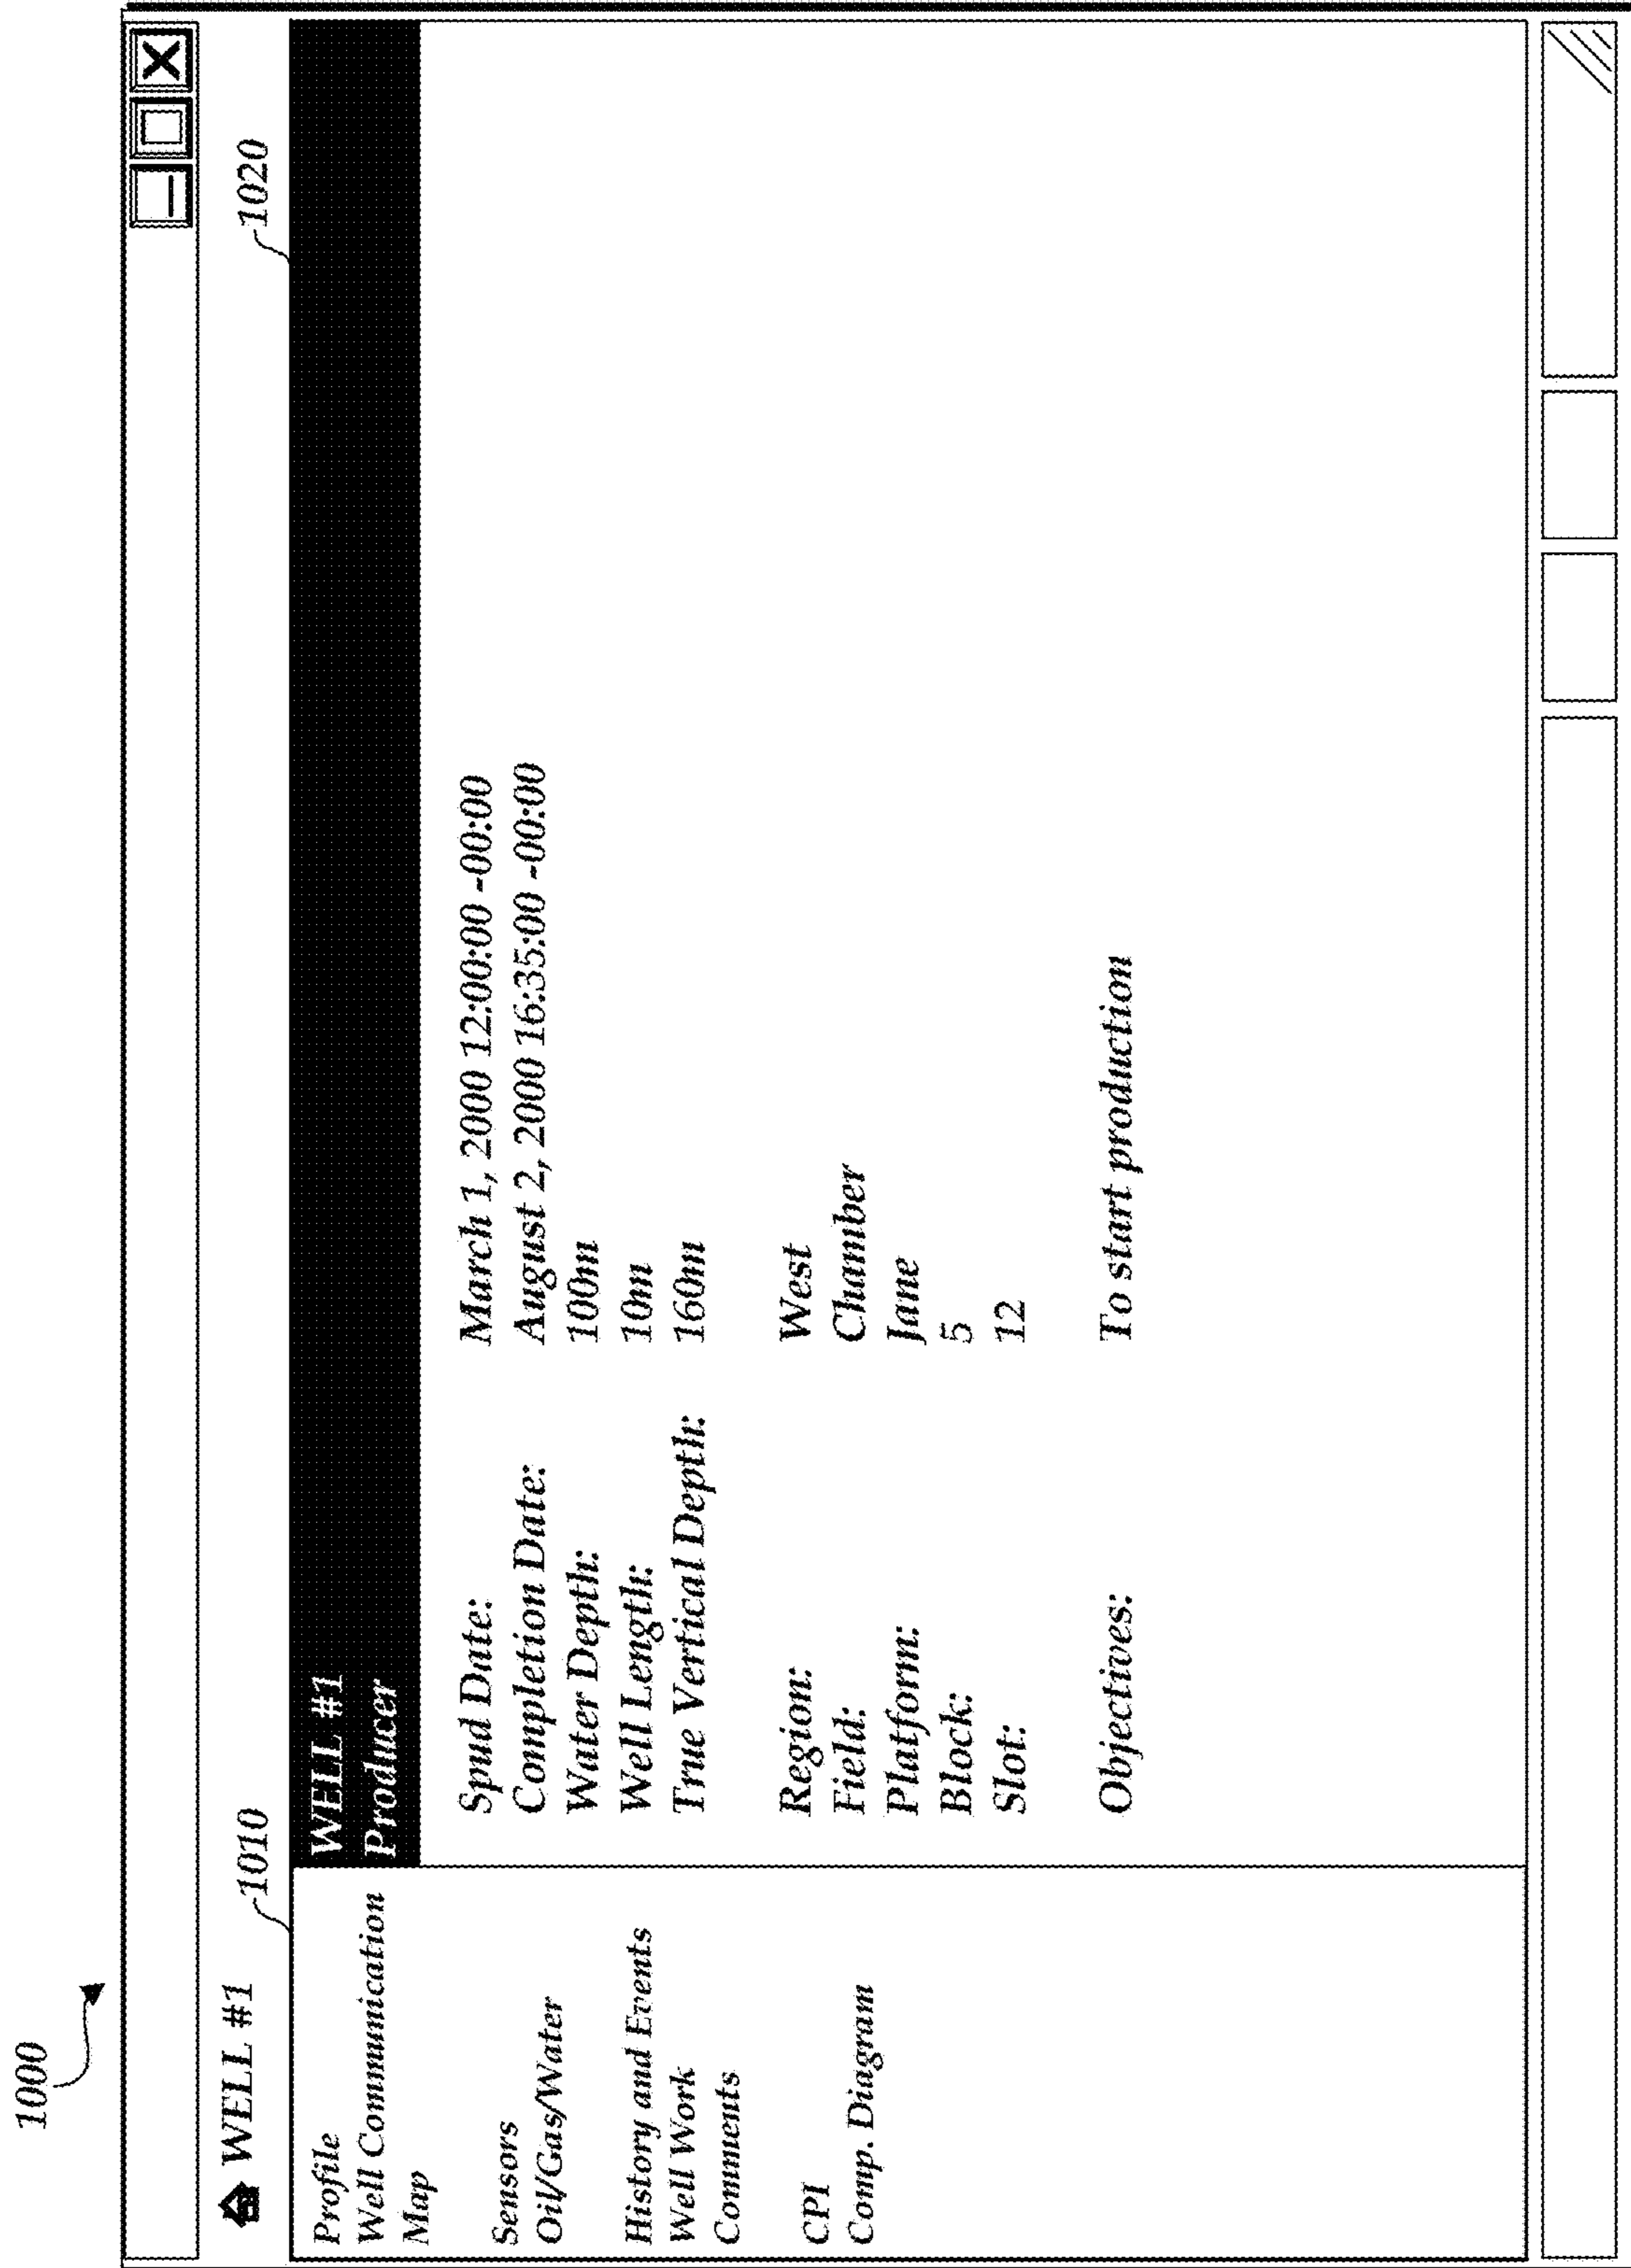 1000
WELL #1
1010
1020
Profile
Well Communication
Map
Sensors
Oil/Gas/Water
History and Events
Well Work
Comments
CPI
Comp. Diagram
WELL #1
Producer
Spud Date: March 1, 2000 12:00:00 -00:00
Completion Date: August 2, 2000 16:35:00 -00:00
Water Depth: 100m
Well Length: 10m
True Vertical Depth: 160m
Region: West
Field: Chamber
Platform: Jane
Block: 5
Slot: 12
Objectives: To start production